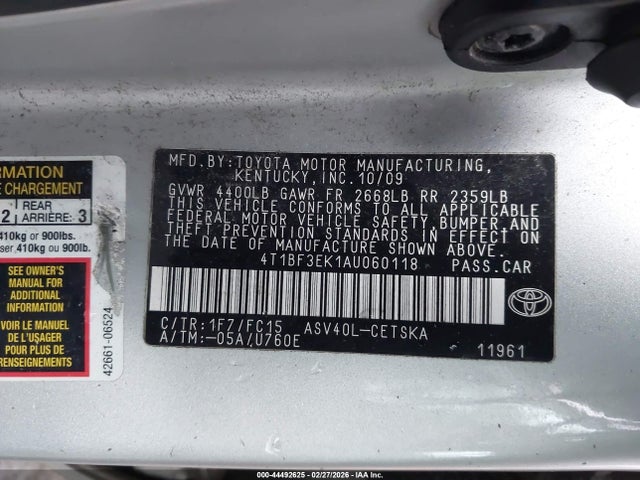 MFD.BY:TOYOTA MOTOR MANUFACTURING,
KENTUCKY, INC. 10/09
GVWR 4400LB GAWR FR 2668LB RR 2359LB
THIS VEHICLE CONFORMS TO ALL APPLICABLE
FEDERAL MOTOR VEHICLE SAFETY, BUMPER, AND
THEFT PREVENTION STANDARDS IN EFFECT ON
THE DATE OF MANUFACTURE SHOWN ABOVE.
4T1BF3EK1AU060118 PASS.CAR
C/TR:1F7/FC15 ASV40L-CETSKA
A/TM:-05A/U760E
11961
RMATION
E CHARGEMENT
2 REAR ARRIÈRE: 3
410kg or 900lbs.
ser 410kg ou 900lb.
SEE OWNER'S
MANUAL FOR
ADDITIONAL
INFORMATION
VOIR LE MANUEL
DE L'USAGER
POUR PLUS DE
RENSEIGNEMENTS
42661-06524
000-44492625 - 02/27/2026 - IAA Inc.